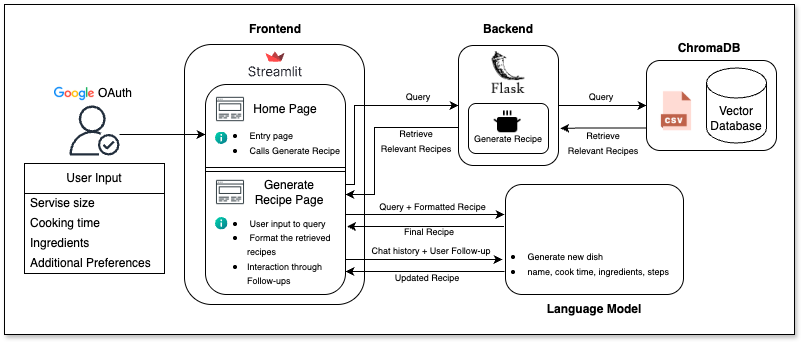 Frontend
Backend
ChromaDB
Streamlit
Flask
Google OAuth
Home Page
Entry page
Calls Generate Recipe
Query
Retrieve
Relevant Recipes
Generate Recipe
Query
Retrieve
Relevant Recipes
CSV
Vector
Database
User Input
Servise size
Cooking time
Ingredients
Additional Preferences
Generate
Recipe Page
User input to query
Format the retrieved
recipes
Interaction through
Follow-ups
Query + Formatted Recipe
Final Recipe
Chat history + User Follow-up
Updated Recipe
Generate new dish
name, cook time, ingredients, steps
Language Model